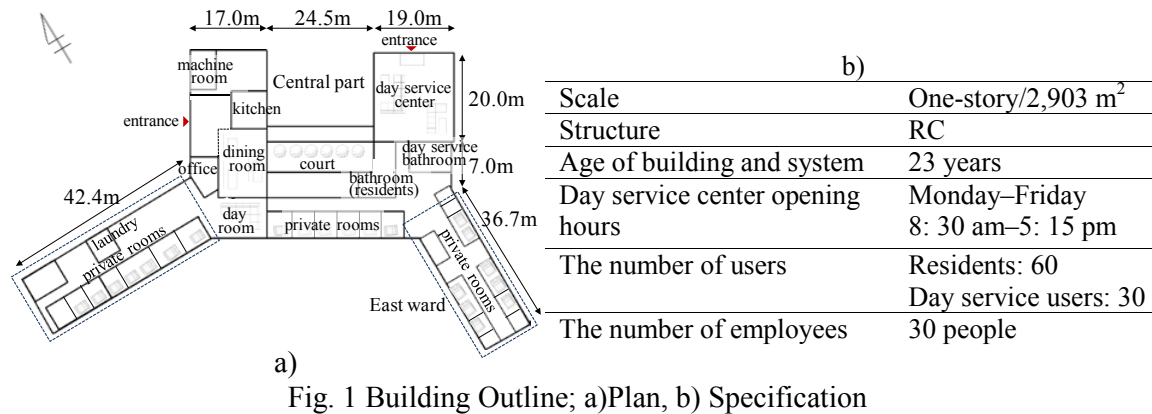 17.0m 24.5m 19.0m
entrance
machine
room
Central part
day service
center
kitchen
20.0m
entrance
dining
room
day service
bathroom
7.0m
office
court
bathroom
(residents)
42.4m
36.7m
day
room
private rooms
laundry
private rooms
private rooms
East ward
a)
b)
Scale One-story/2,903 m²
Structure RC
Age of building and system 23 years
Day service center opening Monday–Friday
hours 8: 30 am–5: 15 pm
The number of users Residents: 60
Day service users: 30
The number of employees 30 people
Fig. 1 Building Outline; a)Plan, b) Specification